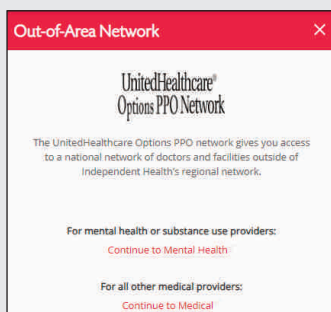 Out-of-Area Network
UnitedHealthcare®
Options PPO Network
The UnitedHealthcare Options PPO network gives you access
to a national network of doctors and facilities outside of
Independent Health's regional network.
For mental health or substance use providers:
Continue to Mental Health
For all other medical providers:
Continue to Medical